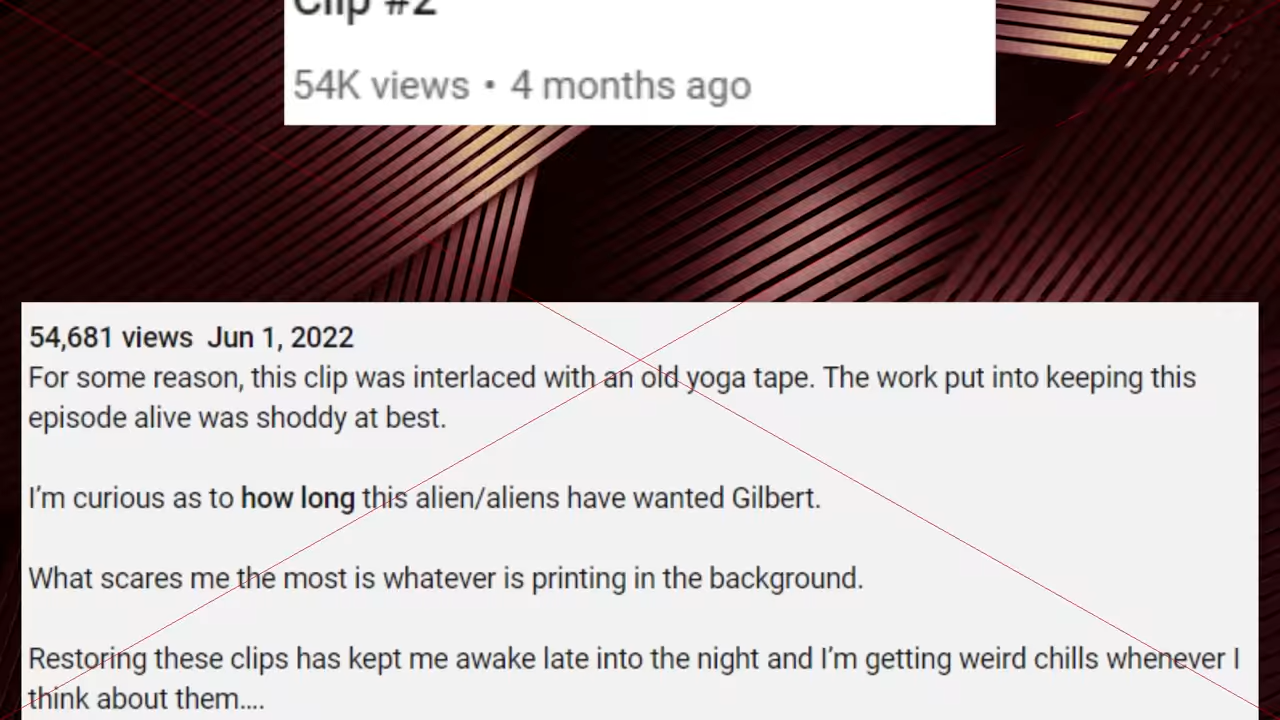 Clip #2
54K views • 4 months ago
54,681 views Jun 1, 2022
For some reason, this clip was interlaced with an old yoga tape. The work put into keeping this
episode alive was shoddy at best.
I'm curious as to how long this alien/aliens have wanted Gilbert.
What scares me the most is whatever is printing in the background.
Restoring these clips has kept me awake late into the night and I'm getting weird chills whenever I
think about them....